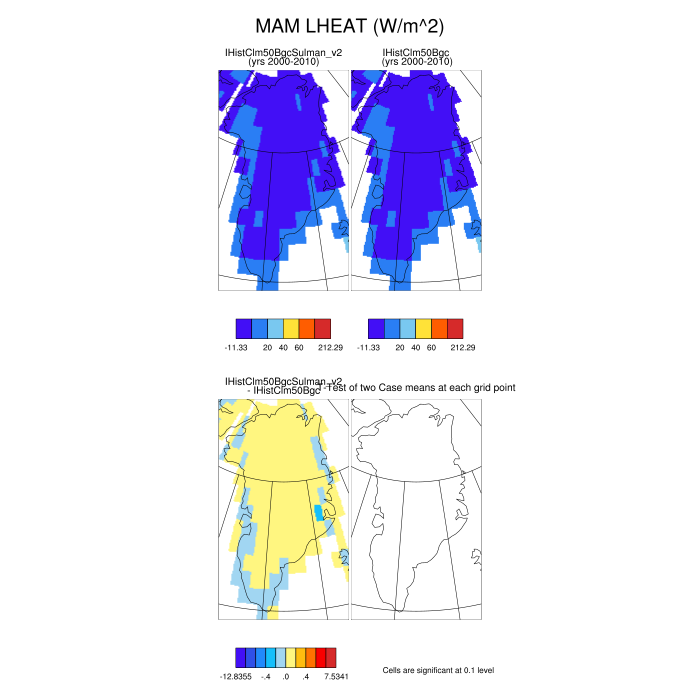 MAM LHEAT (W/m^2)
IHistClm50BgcSulman_v2
(yrs 2000-2010)
IHistClm50Bgc
(yrs 2000-2010)
-11.33 20 40 60 212.29
-11.33 20 40 60 212.29
IHistClm50BgcSulman_v2
- IHistClm50Bgc
T-Test of two Case means at each grid point
-12.8355 -.4 .0 .4 7.5341
Cells are significant at 0.1 level